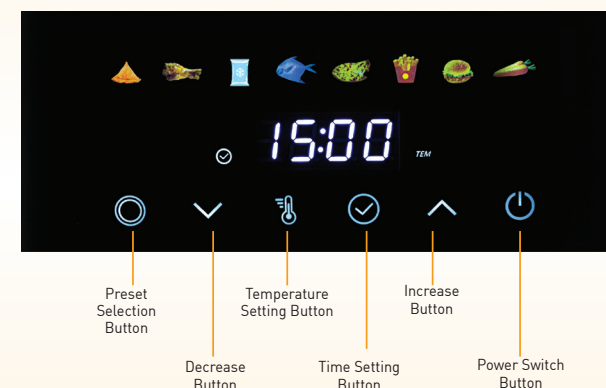 15:00
TEM
Preset
Selection
Button
Decrease
Button
Temperature
Setting Button
Time Setting
Button
Increase
Button
Power Switch
Button